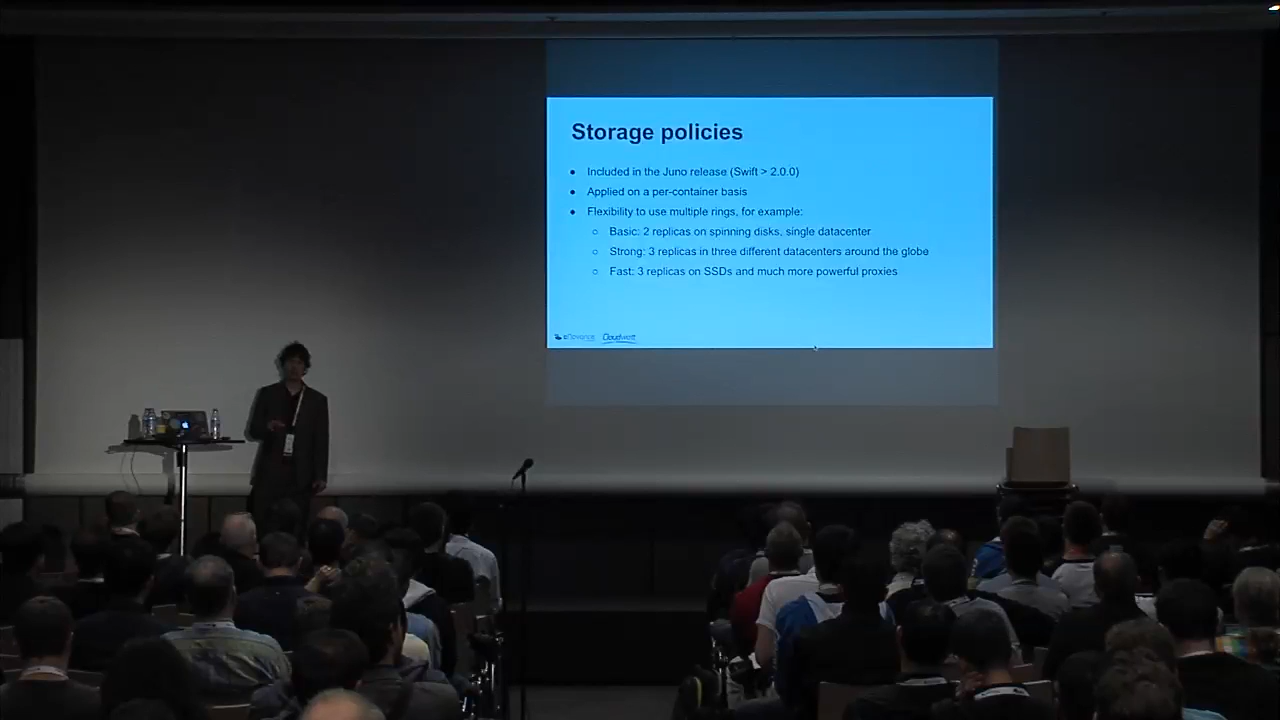 Storage policies
● Included in the Juno release (Swift > 2.0.0)
● Applied on a per-container basis
● Flexibility to use multiple rings, for example:
○ Basic: 2 replicas on spinning disks, single datacenter
○ Strong: 3 replicas in three different datacenters around the globe
○ Fast: 3 replicas on SSDs and much more powerful proxies
eNovance Cloudwatt